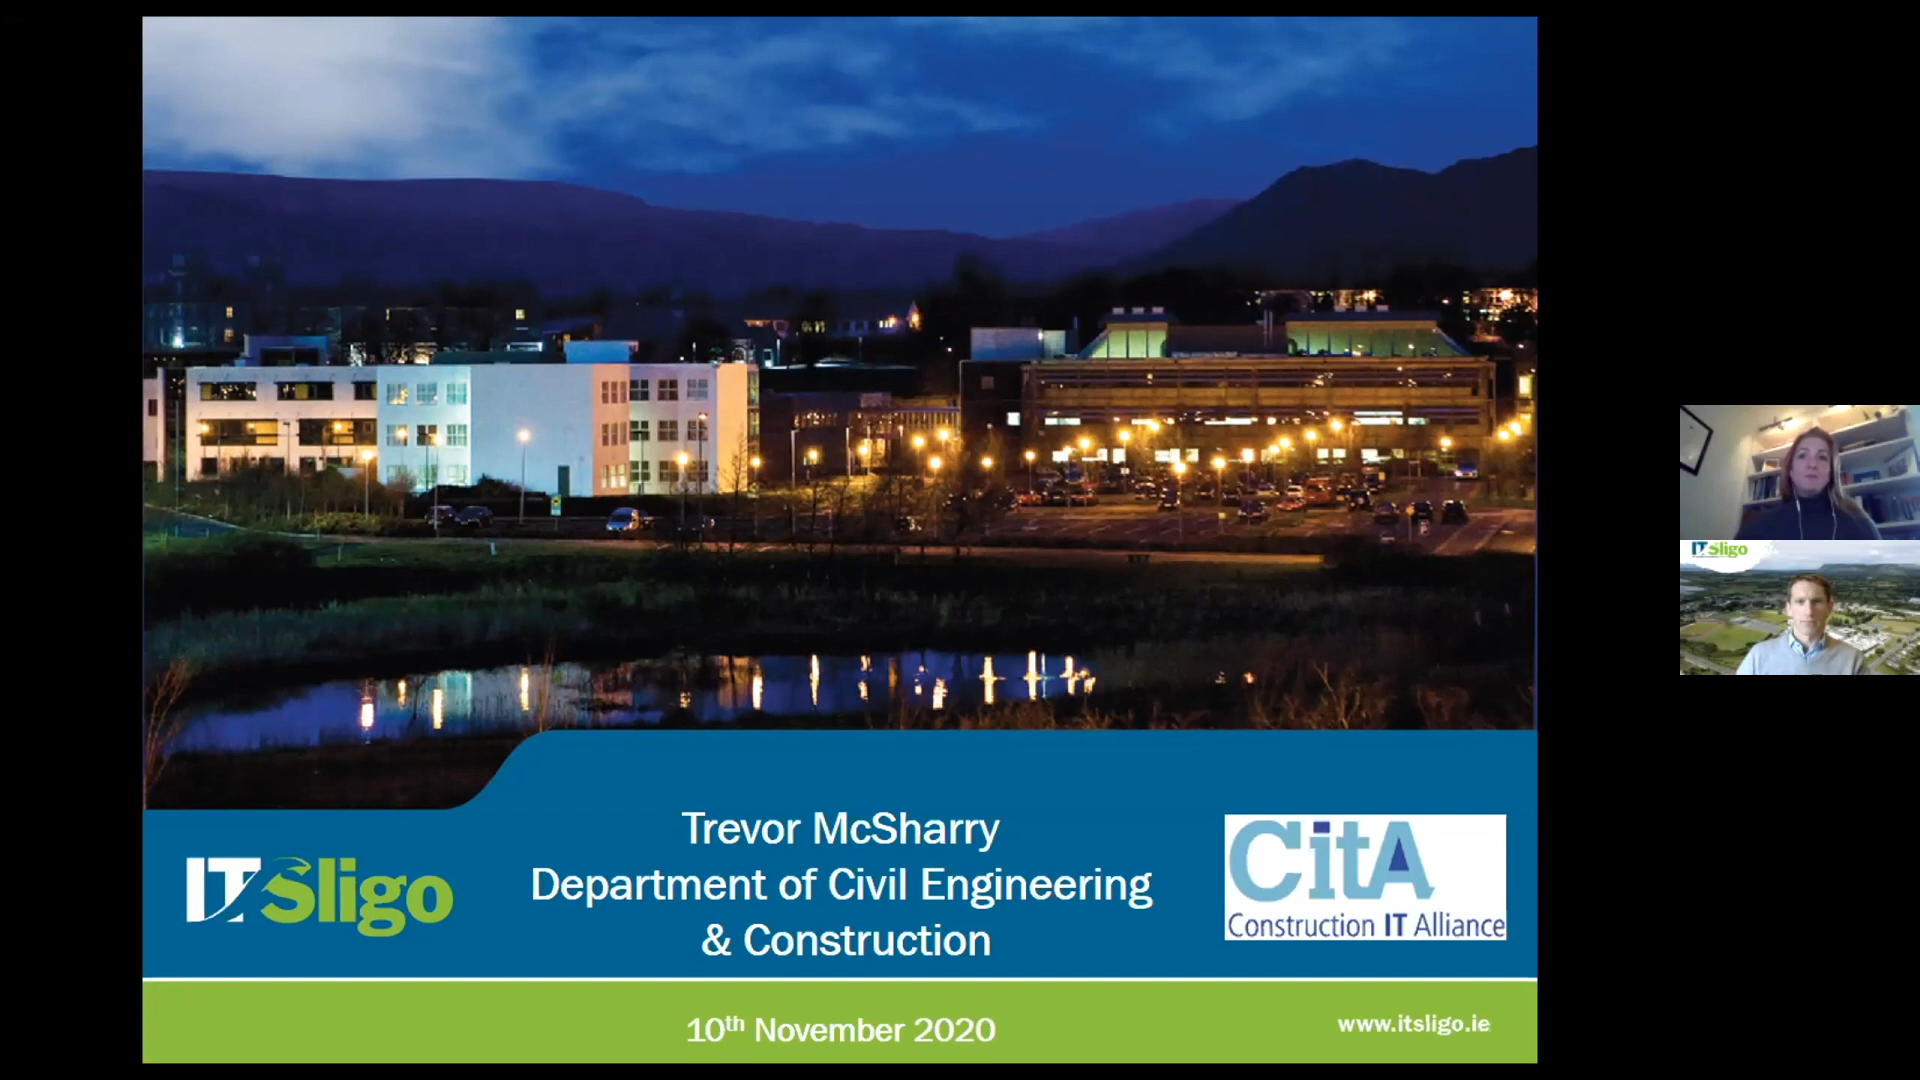 Trevor McSharry
Department of Civil Engineering
& Construction
IT Sligo
CitA
Construction IT Alliance
10th November 2020
www.itsligo.ie
IT Sligo